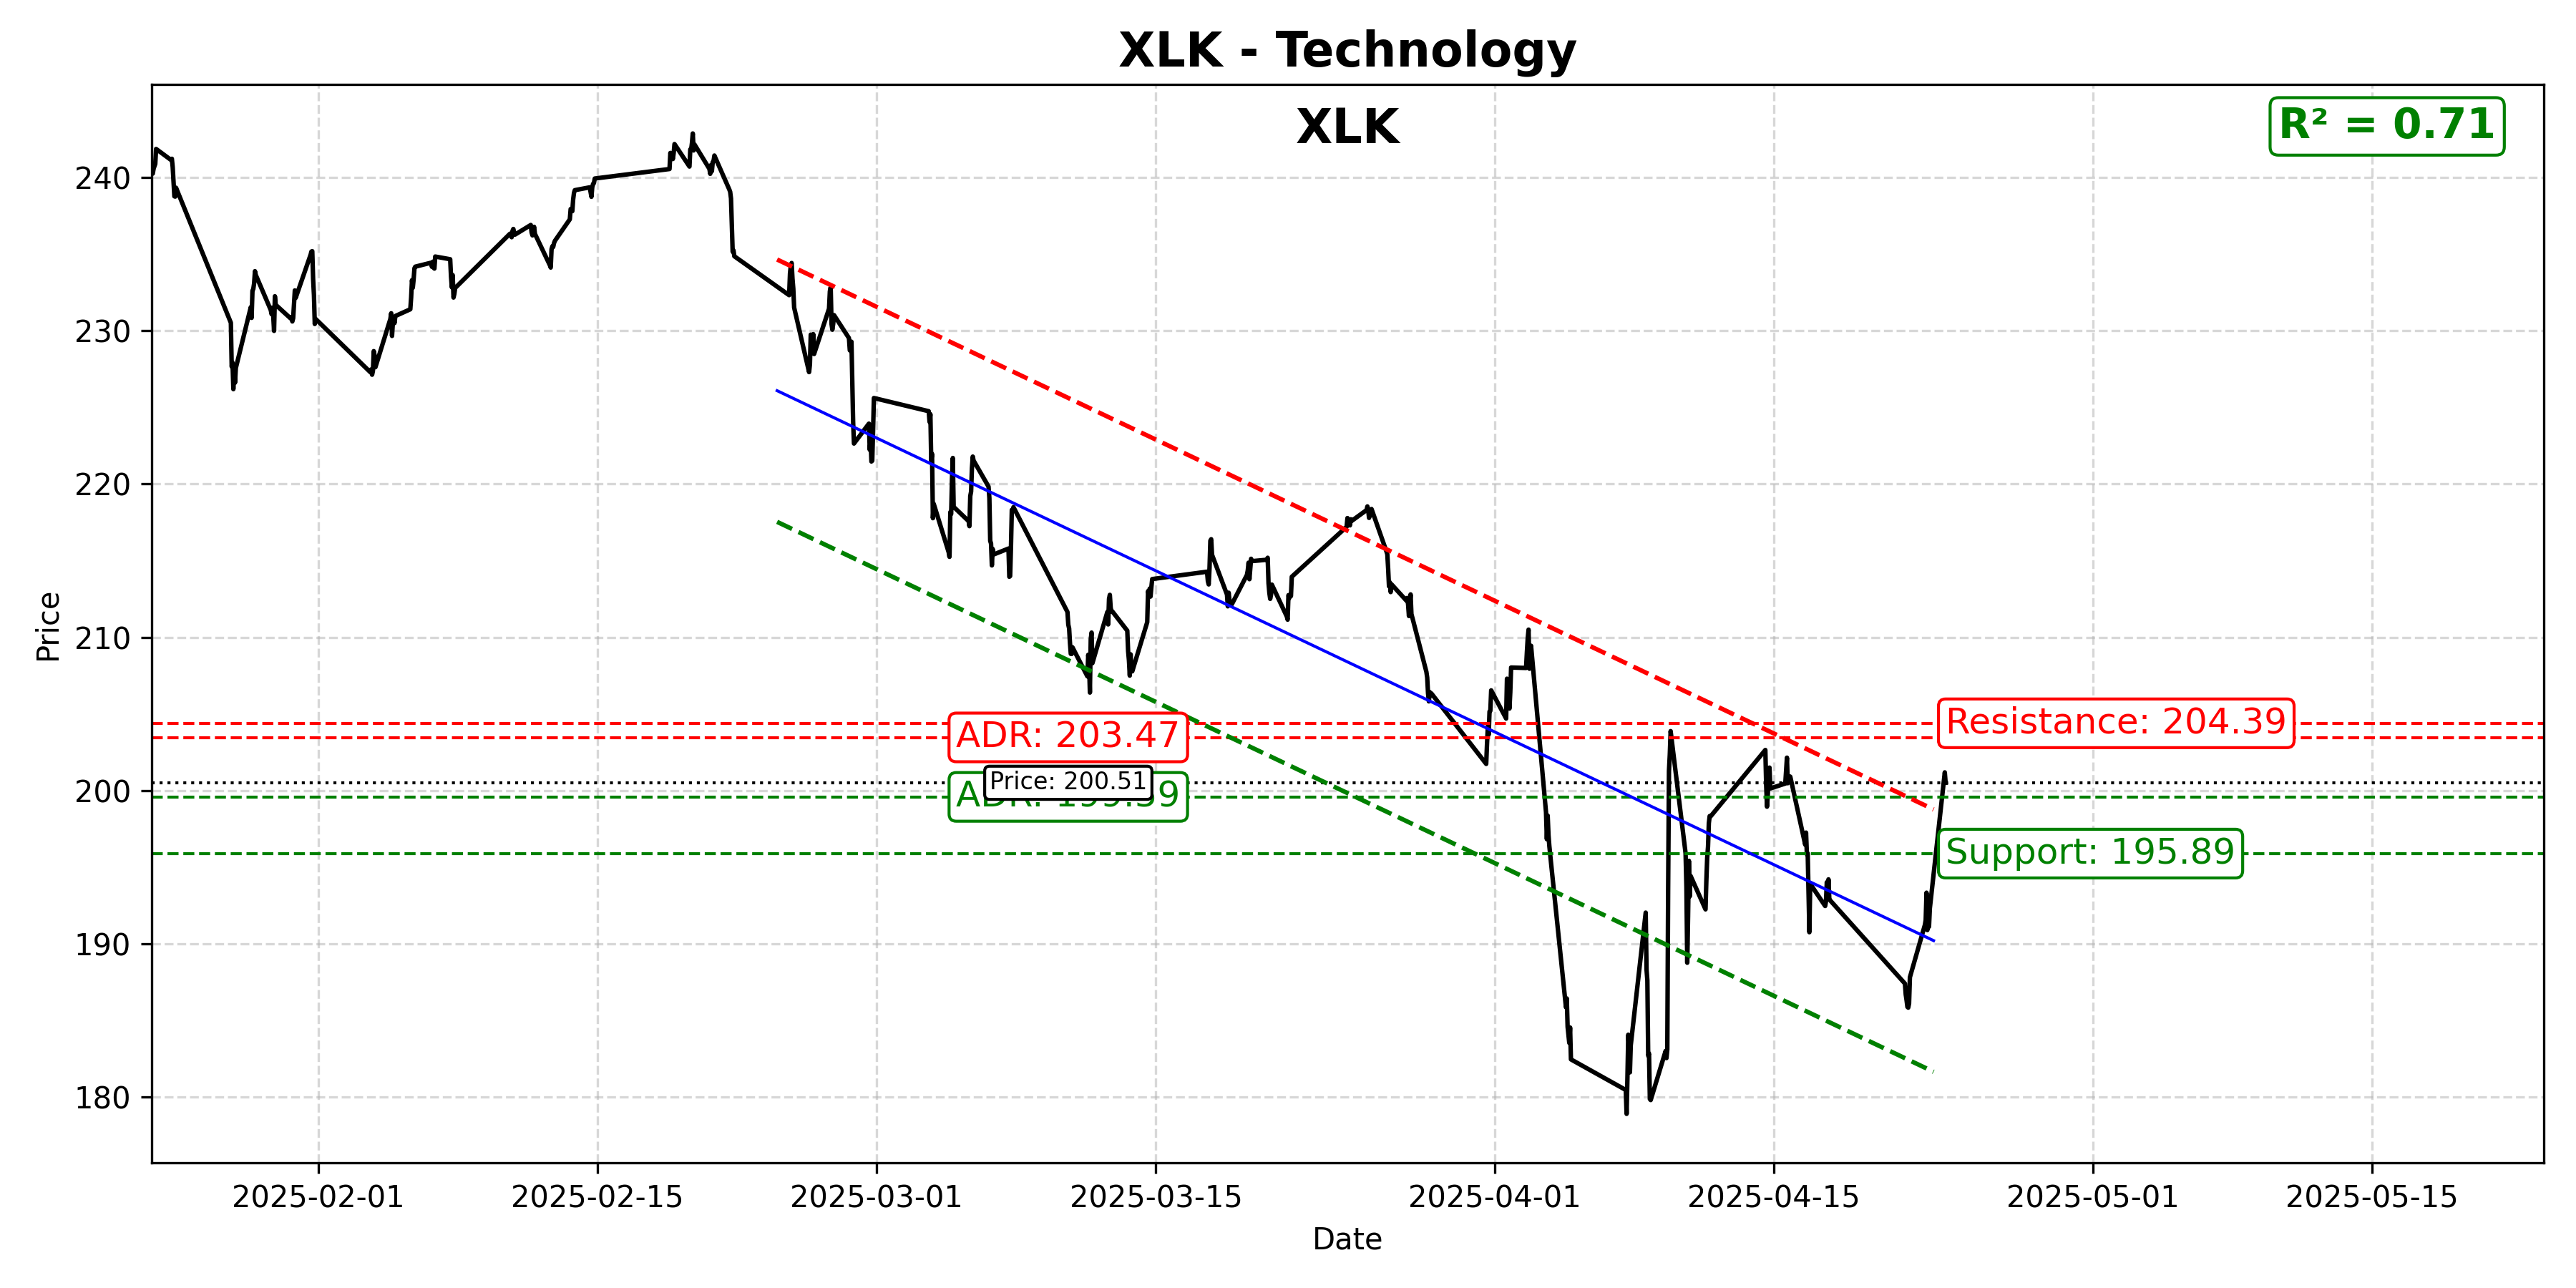 XLK - Technology
XLK
R² = 0.71
240
230
220
210
200
190
180
Price
ADR: 203.47
Resistance: 204.39
Price: 200.51
Support: 195.89
2025-02-01
2025-02-15
2025-03-01
2025-03-15
2025-04-01
2025-04-15
2025-05-01
2025-05-15
Date